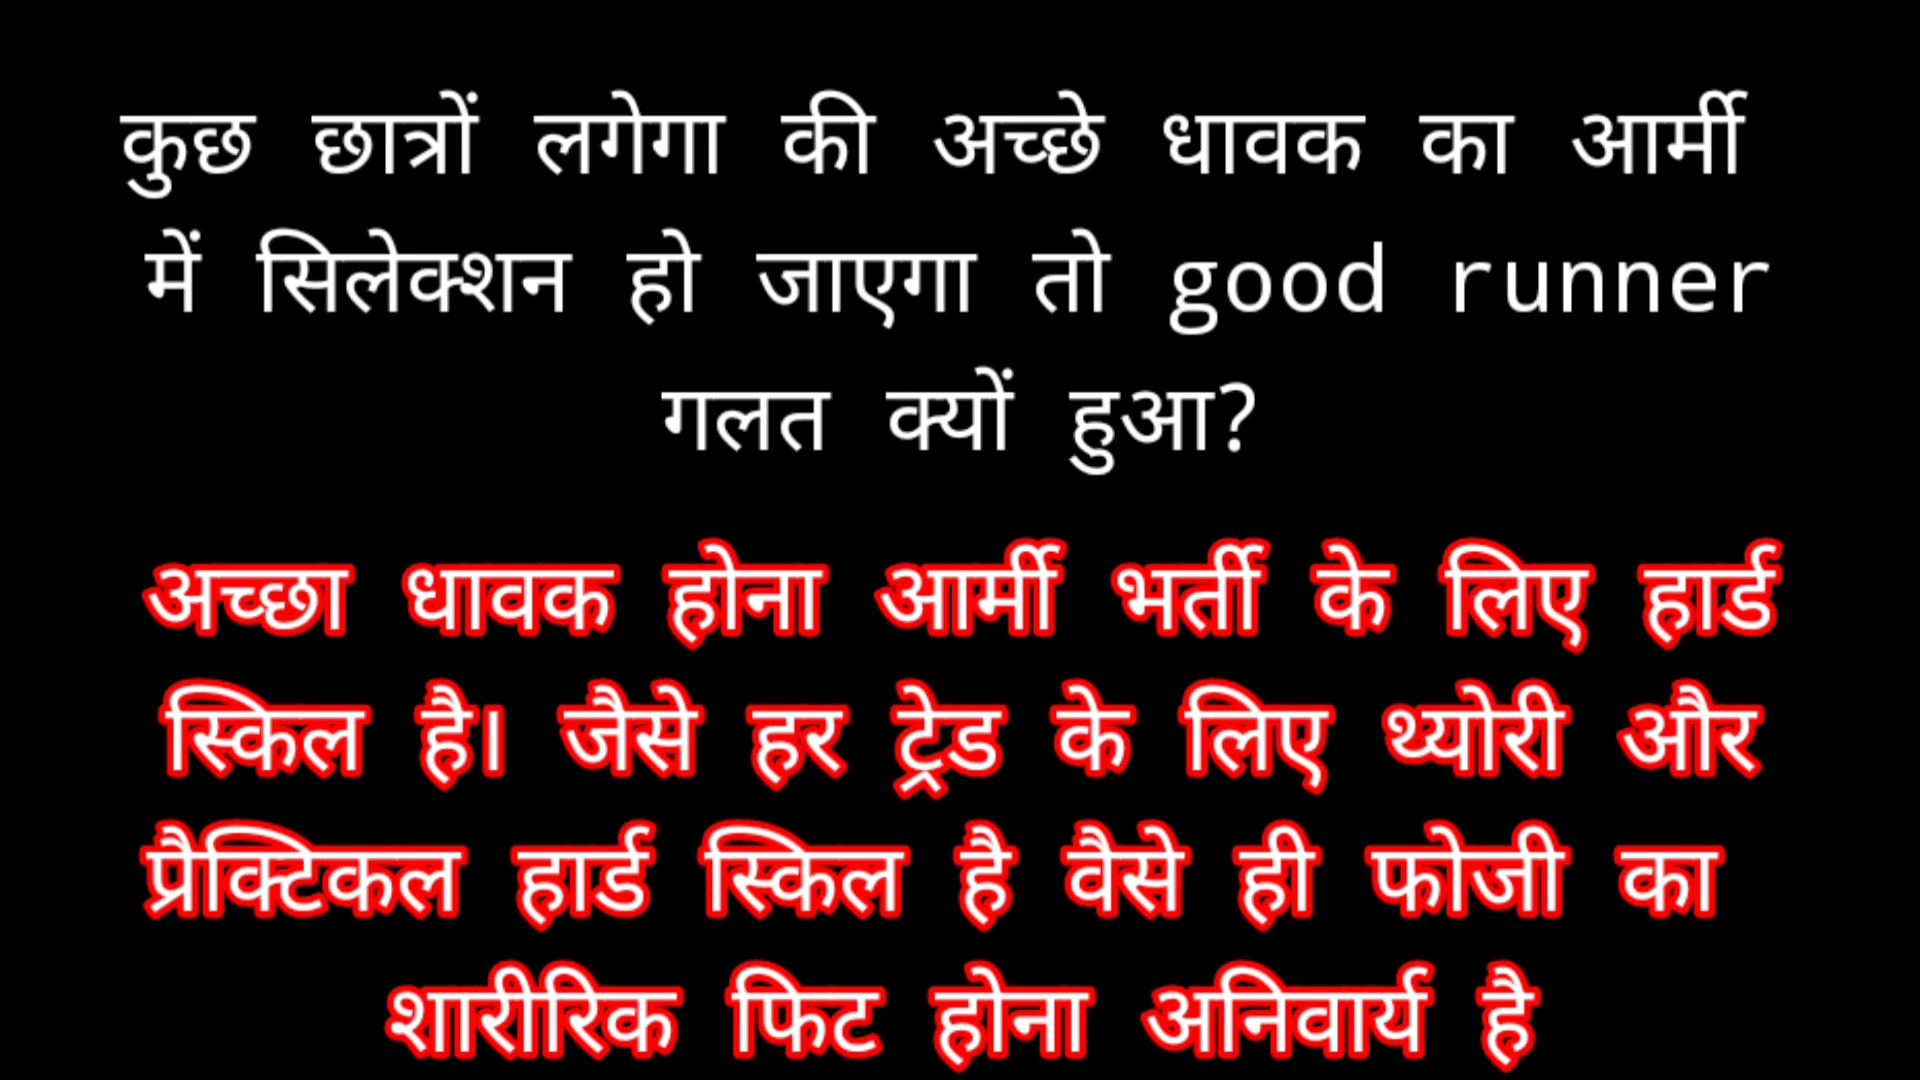 कुछ छात्रों लगेगा की अच्छे धावक का आर्मी
में सिलेक्शन हो जाएगा तो good runner
गलत क्यों हुआ?
अच्छा धावक होना आर्मी भर्ती के लिए हार्ड
स्किल है। जैसे हर ट्रेड के लिए थ्योरी और
प्रैक्टिकल हार्ड स्किल है वैसे ही फोजी का
शारीरिक फिट होना अनिवार्य है